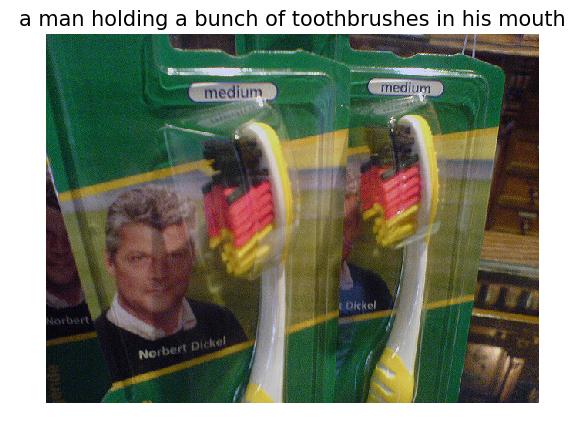 a man holding a bunch of toothbrushes in his mouth
medium
medium
Norbert Dickel
Norbert
Dickel